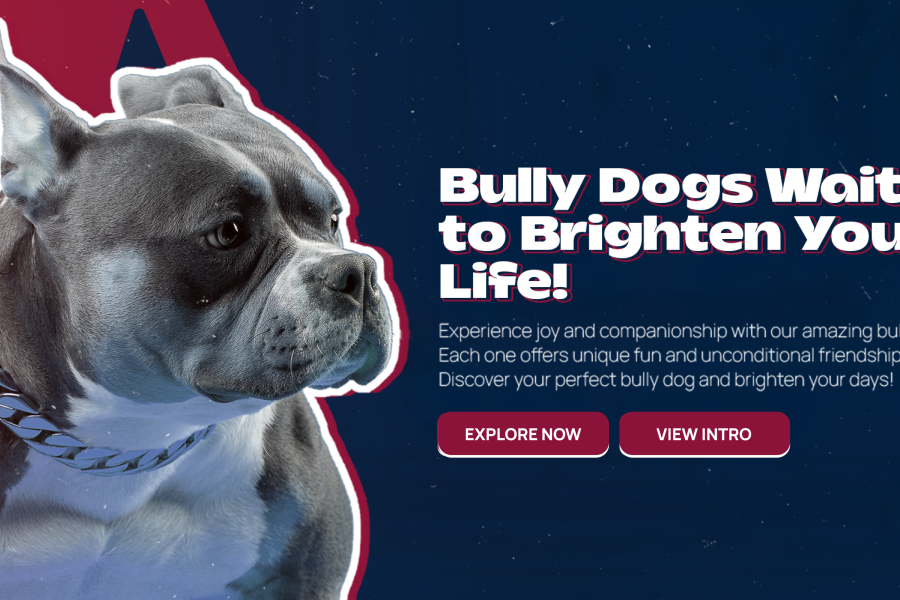 Bully Dogs Wait
to Brighten You
Life!
Experience joy and companionship with our amazing bul
Each one offers unique fun and unconditional friendship
Discover your perfect bully dog and brighten your days!
EXPLORE NOW
VIEW INTRO